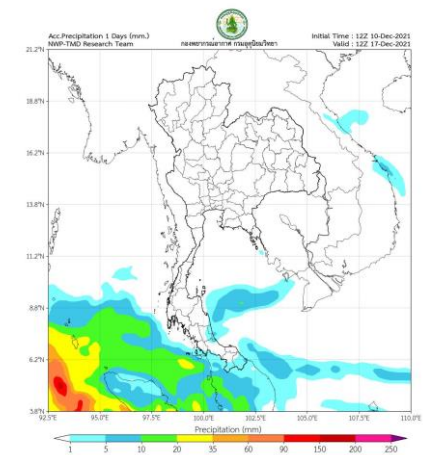 Acc.Precipitation 1 Days (mm.)
NWP-TMD Research Team
กองพยากรณ์อากาศ กรมอุตุนิยมวิทยา
Initial Time : 12Z 10-Dec-2021
Valid : 12Z 17-Dec-2021
21.2°N
18.8°N
16.2°N
13.8°N
11.2°N
8.8°N
6.2°N
3.8°N
92.5°E 95.0°E 97.5°E 100.0°E 102.5°E 105.0°E 107.5°E 110.0°E
Precipitation (mm)
1 5 10 20 35 60 90 150 200 250